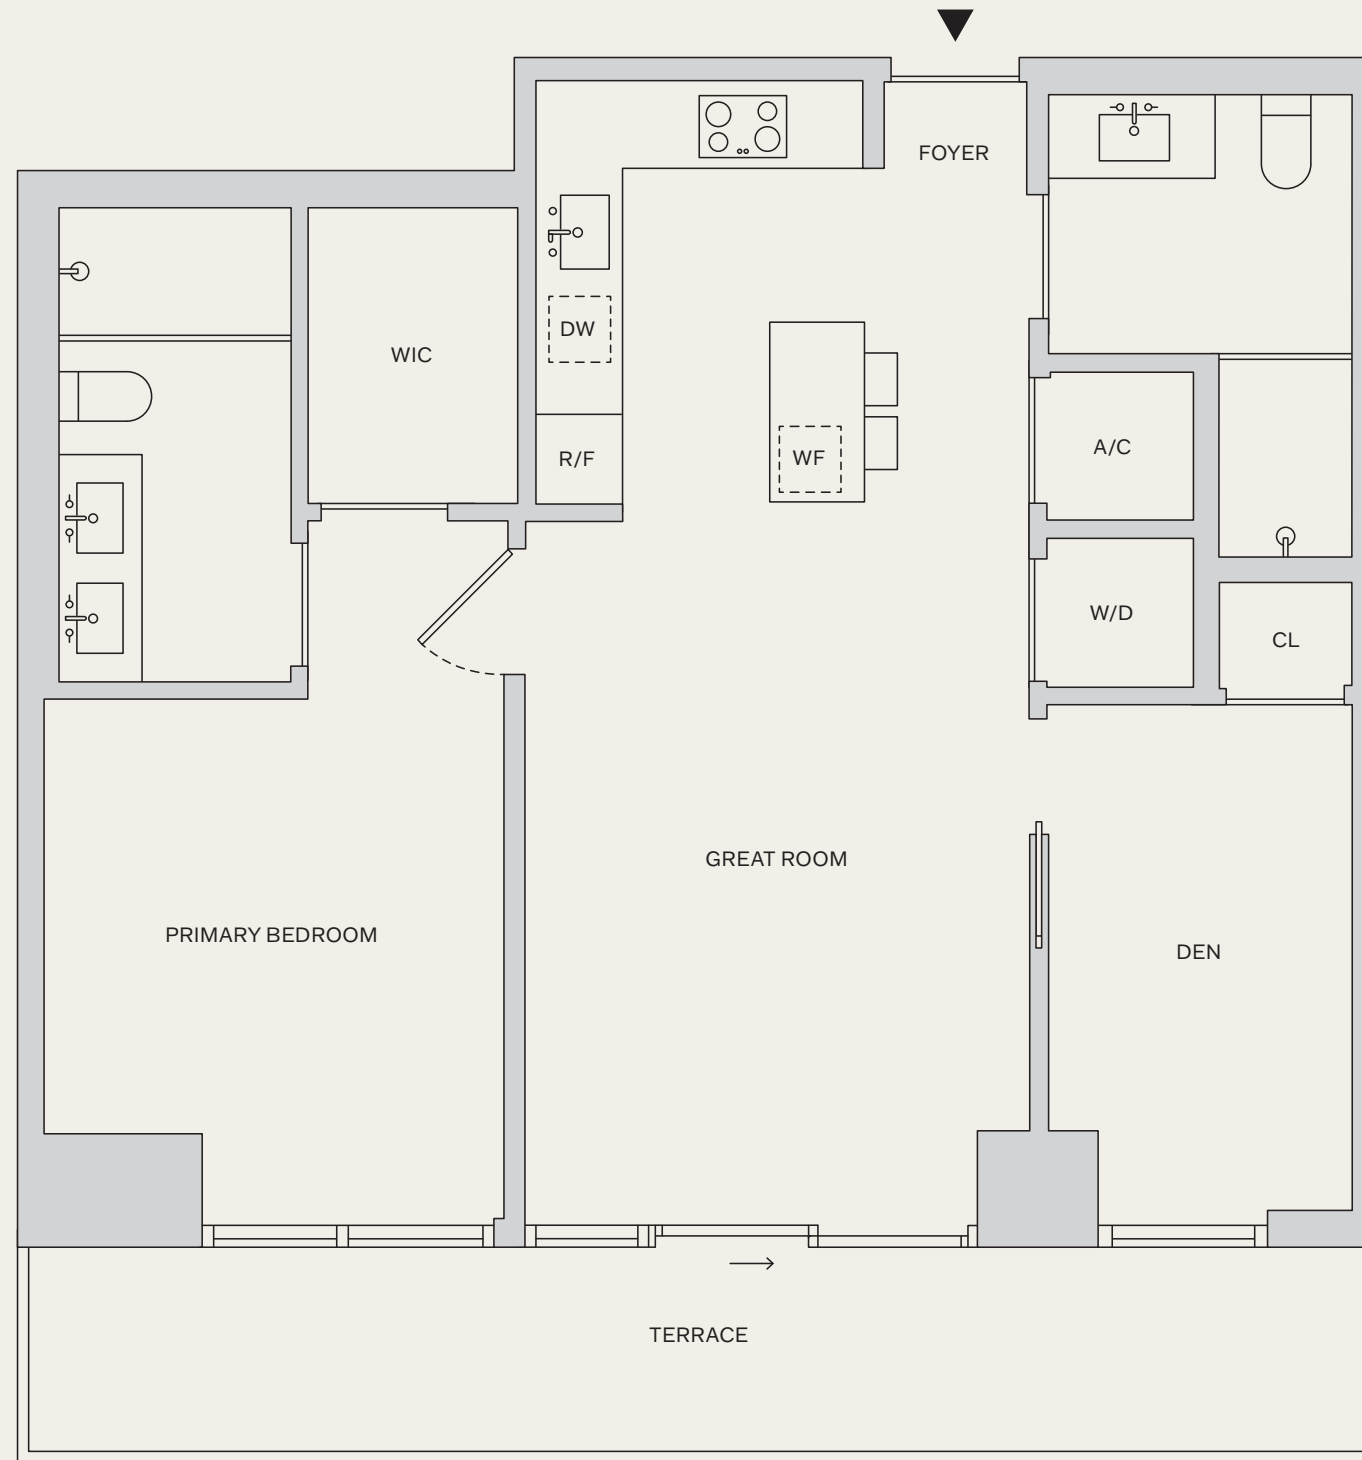 FOYER
DW
WIC
A/C
WF
R/F
W/D
CL
GREAT ROOM
PRIMARY BEDROOM
DEN
TERRACE